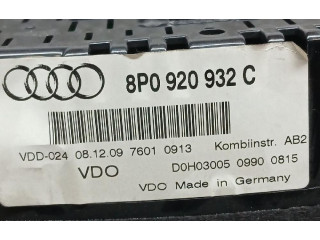 8P0 920 932 C
VDD-024 08.12.09 7601 0913 Kombiinstr. AB2
VDO D0H03005 0990 0815
VDO Made in Germany